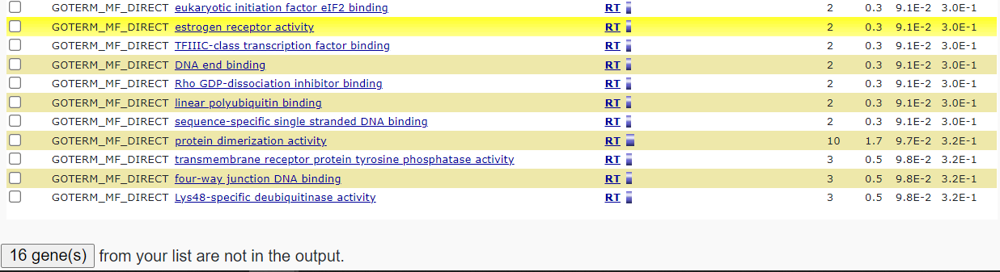 GOTERM_MF_DIRECT eukaryotic initiation factor eIF2 binding RT 2 0.3 9.1E-2 3.0E-1
GOTERM_MF_DIRECT estrogen receptor activity RT 2 0.3 9.1E-2 3.0E-1
GOTERM_MF_DIRECT TFIIIC-class transcription factor binding RT 2 0.3 9.1E-2 3.0E-1
GOTERM_MF_DIRECT DNA end binding RT 2 0.3 9.1E-2 3.0E-1
GOTERM_MF_DIRECT Rho GDP-dissociation inhibitor binding RT 2 0.3 9.1E-2 3.0E-1
GOTERM_MF_DIRECT linear polyubiquitin binding RT 2 0.3 9.1E-2 3.0E-1
GOTERM_MF_DIRECT sequence-specific single stranded DNA binding RT 2 0.3 9.1E-2 3.0E-1
GOTERM_MF_DIRECT protein dimerization activity RT 10 1.7 9.7E-2 3.2E-1
GOTERM_MF_DIRECT transmembrane receptor protein tyrosine phosphatase activity RT 3 0.5 9.8E-2 3.2E-1
GOTERM_MF_DIRECT four-way junction DNA binding RT 3 0.5 9.8E-2 3.2E-1
GOTERM_MF_DIRECT Lys48-specific deubiquitinase activity RT 3 0.5 9.8E-2 3.2E-1
16 gene(s) from your list are not in the output.